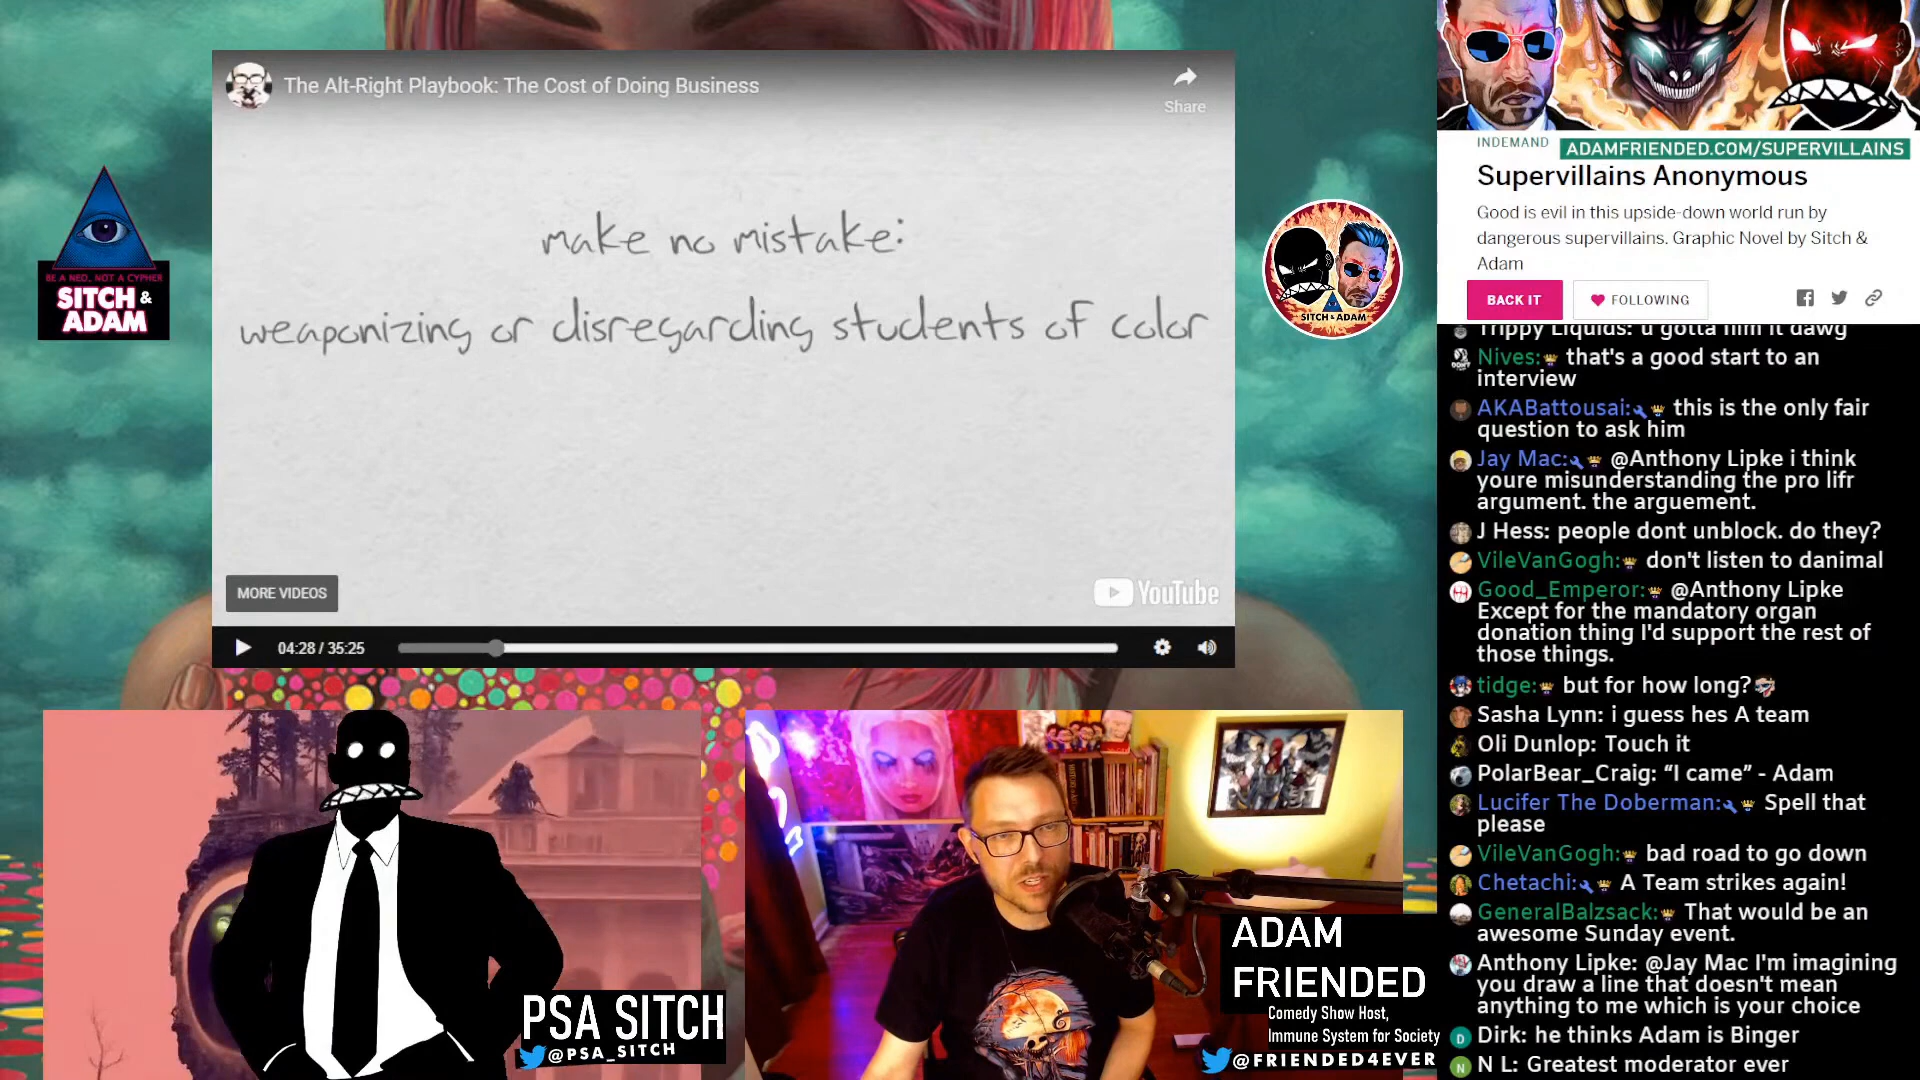 The Alt-Right Playbook: The Cost of Doing Business
Share
make no mistake:
weaponizing or disregarding students of color
MORE VIDEOS
YouTube
04:28 / 35:25
BE A NEO, NOT A CYPHER
SITCH &
ADAM
SITCH & ADAM
PSA SITCH
@PSA_SITCH
ADAM
FRIENDED
Comedy Show Host,
Immune System for Society
@FRIENDED4EVER
INDEMAND
ADAMFRIENDED.COM/SUPERVILLAINS
Supervillains Anonymous
Good is evil in this upside-down world run by
dangerous supervillains. Graphic Novel by Sitch &
Adam
BACK IT
FOLLOWING
Trippy Liquids: u gotta film it dawg
Nives: that's a good start to an
interview
AKABattousai: this is the only fair
question to ask him
Jay Mac: @Anthony Lipke i think
youre misunderstanding the pro lifr
argument. the arguement.
J Hess: people dont unblock. do they?
VileVanGogh: don't listen to danimal
Good_Emperor: @Anthony Lipke
Except for the mandatory organ
donation thing I'd support the rest of
those things.
tidge: but for how long?
Sasha Lynn: i guess hes A team
Oli Dunlop: Touch it
PolarBear_Craig: “I came” - Adam
Lucifer The Doberman: Spell that
please
VileVanGogh: bad road to go down
Chetachi: A Team strikes again!
GeneralBalzsack: That would be an
awesome Sunday event.
Anthony Lipke: @Jay Mac I'm imagining
you draw a line that doesn't mean
anything to me which is your choice
Dirk: he thinks Adam is Binger
N L: Greatest moderator ever